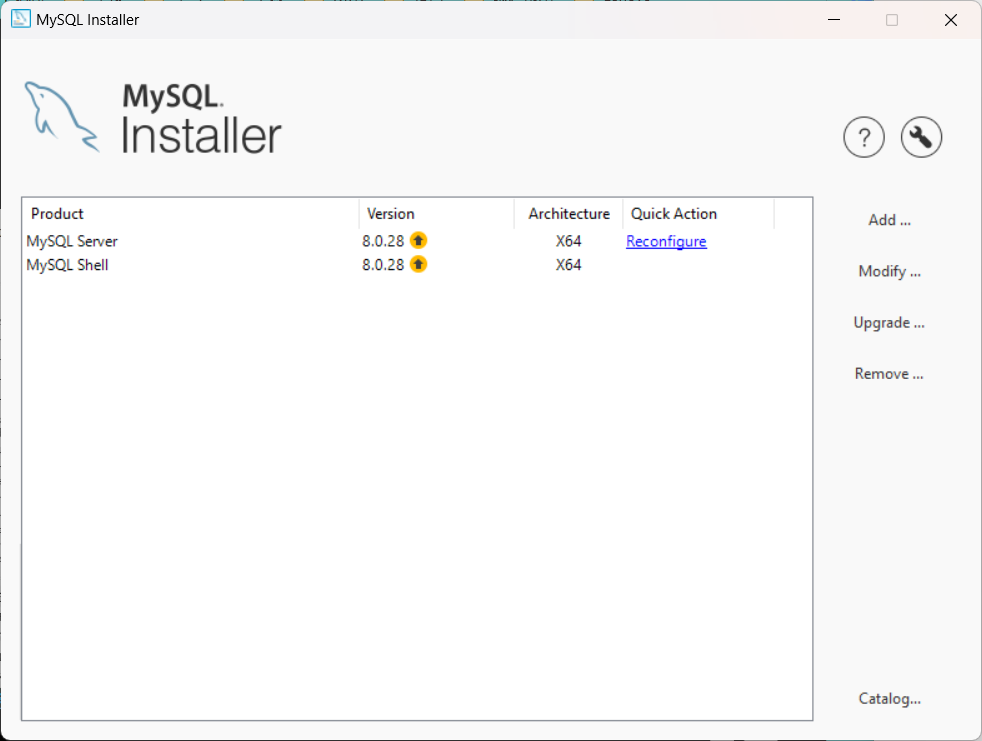 MySQL Installer
MySQL.
Installer
?
Product Version Architecture Quick Action
MySQL Server 8.0.28 X64 Reconfigure
MySQL Shell 8.0.28 X64
Add ...
Modify ...
Upgrade ...
Remove ...
Catalog...